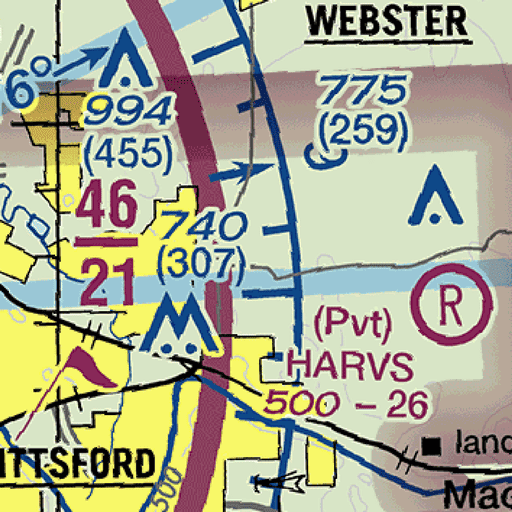 WEBSTER
6°
994
(455)
775
(259)
46
21
740
(307)
R
(Pvt)
HARVS
500 - 26
ITTSFORD
land
500
Mac